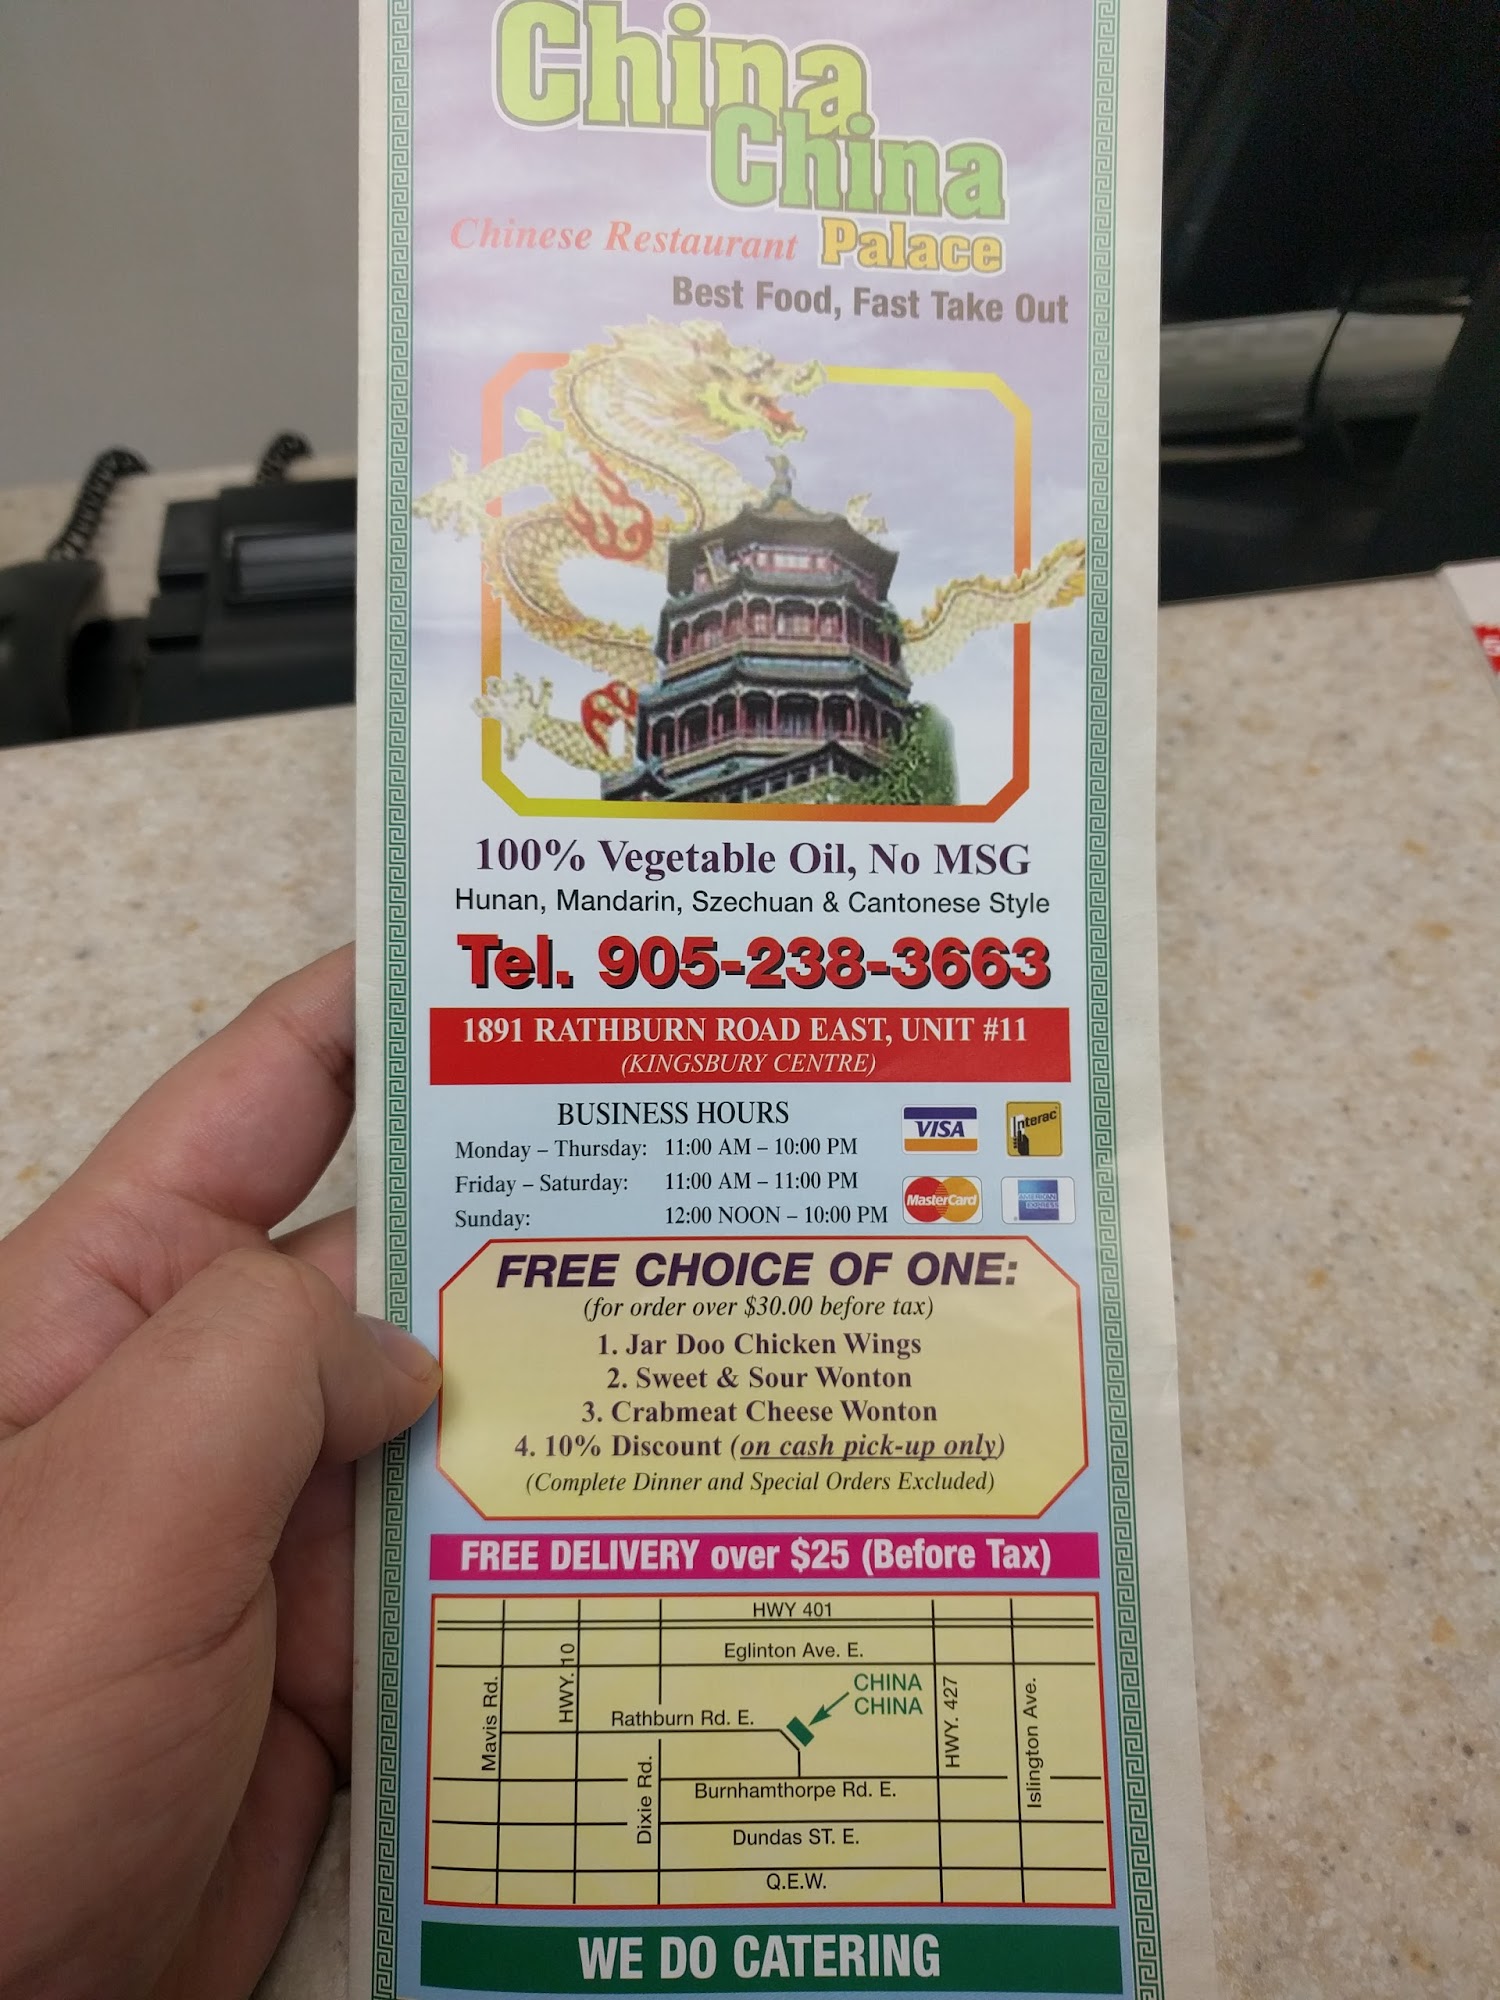 China
China
Chinese Restaurant Palace
Best Food, Fast Take Out
100% Vegetable Oil, No MSG
Hunan, Mandarin, Szechuan & Cantonese Style
Tel. 905-238-3663
1891 RATHBURN ROAD EAST, UNIT #11
(KINGSBURY CENTRE)
BUSINESS HOURS
Monday – Thursday: 11:00 AM – 10:00 PM
Friday – Saturday: 11:00 AM – 11:00 PM
Sunday: 12:00 NOON – 10:00 PM
VISA
Interac
MasterCard
AMERICAN EXPRESS
FREE CHOICE OF ONE:
(for order over $30.00 before tax)
1. Jar Doo Chicken Wings
2. Sweet & Sour Wonton
3. Crabmeat Cheese Wonton
4. 10% Discount (on cash pick-up only)
(Complete Dinner and Special Orders Excluded)
FREE DELIVERY over $25 (Before Tax)
HWY 401
Eglinton Ave. E.
CHINA
CHINA
Mavis Rd.
HWY. 10
Rathburn Rd. E.
HWY. 427
Islington Ave.
Dixie Rd.
Burnhamthorpe Rd. E.
Dundas ST. E.
Q.E.W.
WE DO CATERING